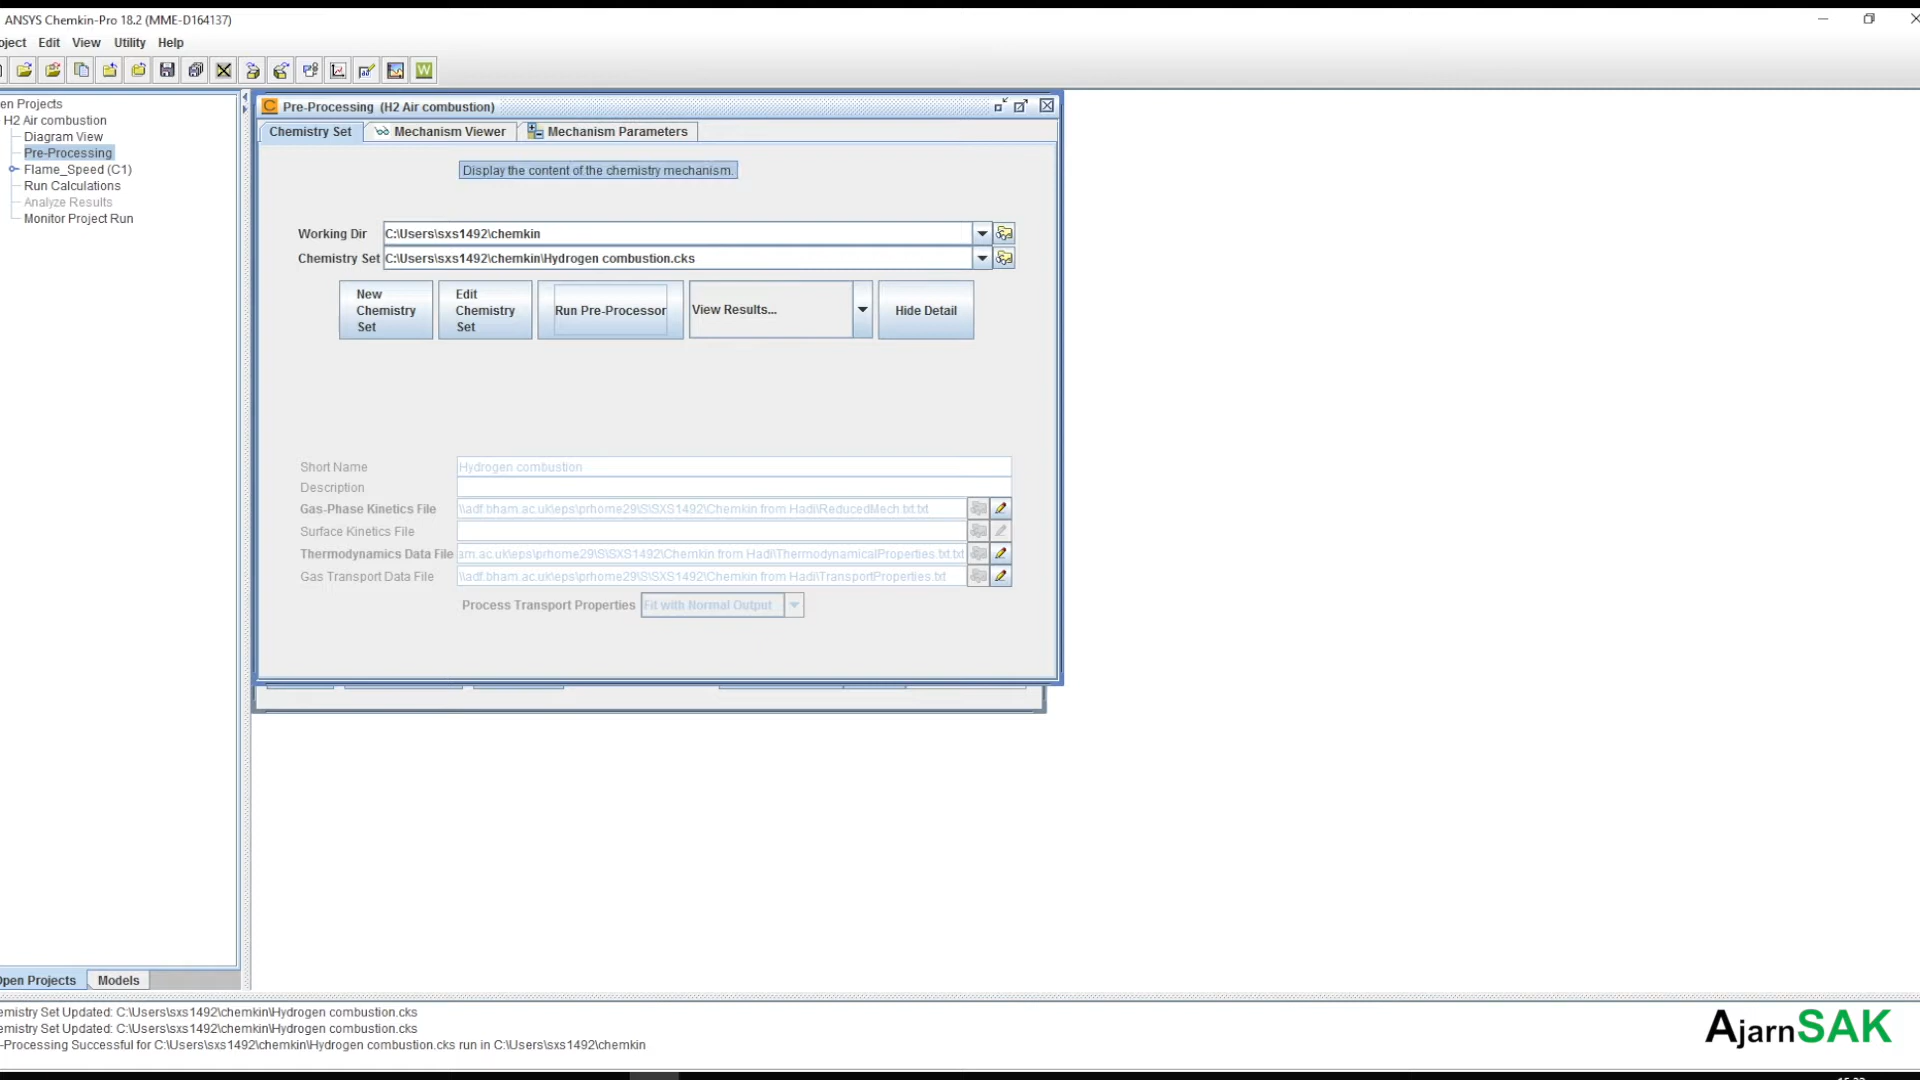 ANSYS Chemkin-Pro 18.2 (MME-D164137)
oject Edit View Utility Help
en Projects
H2 Air combustion
Diagram View
Pre-Processing
Flame_Speed (C1)
Run Calculations
Analyze Results
Monitor Project Run
Pre-Processing (H2 Air combustion)
Chemistry Set Mechanism Viewer Mechanism Parameters
Display the content of the chemistry mechanism.
Working Dir C:\Users\sxs1492\chemkin
Chemistry Set C:\Users\sxs1492\chemkin\Hydrogen combustion.cks
New Chemistry Set
Edit Chemistry Set
Run Pre-Processor
View Results...
Hide Detail
Short Name Hydrogen combustion
Description
Gas-Phase Kinetics File \\adf.bham.ac.uk\eps\prhome29\S\SXS1492\Chemkin from Hadi\ReducedMech.txt.txt
Surface Kinetics File
Thermodynamics Data File am.ac.uk\eps\prhome29\S\SXS1492\Chemkin from Hadi\ThermodynamicalProperties.txt.txt
Gas Transport Data File \\adf.bham.ac.uk\eps\prhome29\S\SXS1492\Chemkin from Hadi\TransportProperties.txt
Process Transport Properties Fit with Normal Output
Open Projects Models
emistry Set Updated: C:\Users\sxs1492\chemkin\Hydrogen combustion.cks
emistry Set Updated: C:\Users\sxs1492\chemkin\Hydrogen combustion.cks
-Processing Successful for C:\Users\sxs1492\chemkin\Hydrogen combustion.cks run in C:\Users\sxs1492\chemkin
AjarnSAK